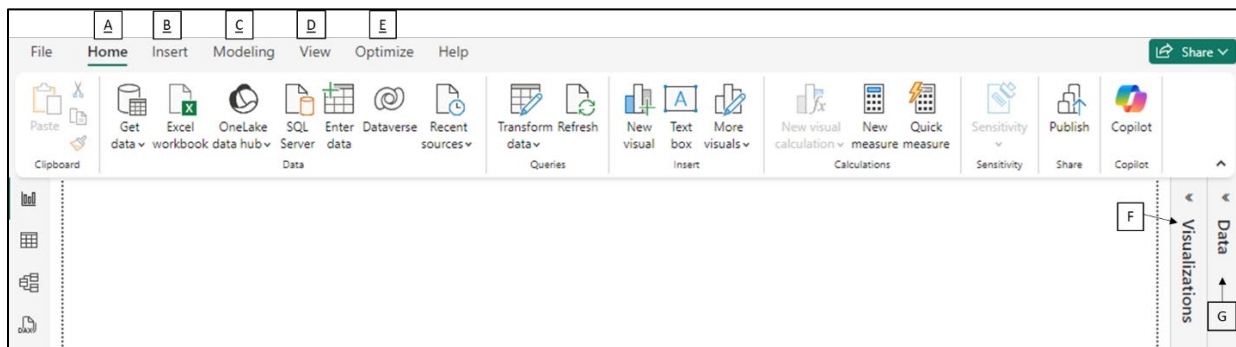 A B C D E
File Home Insert Modeling View Optimize Help Share
Paste Get data Excel workbook OneLake data hub SQL Server Enter data Dataverse Recent sources Transform data Refresh New visual Text box More visuals New visual calculation New measure Quick measure Sensitivity Publish Copilot
Clipboard Data Queries Insert Calculations Sensitivity Share Copilot
F Visualizations Data
G
DAX